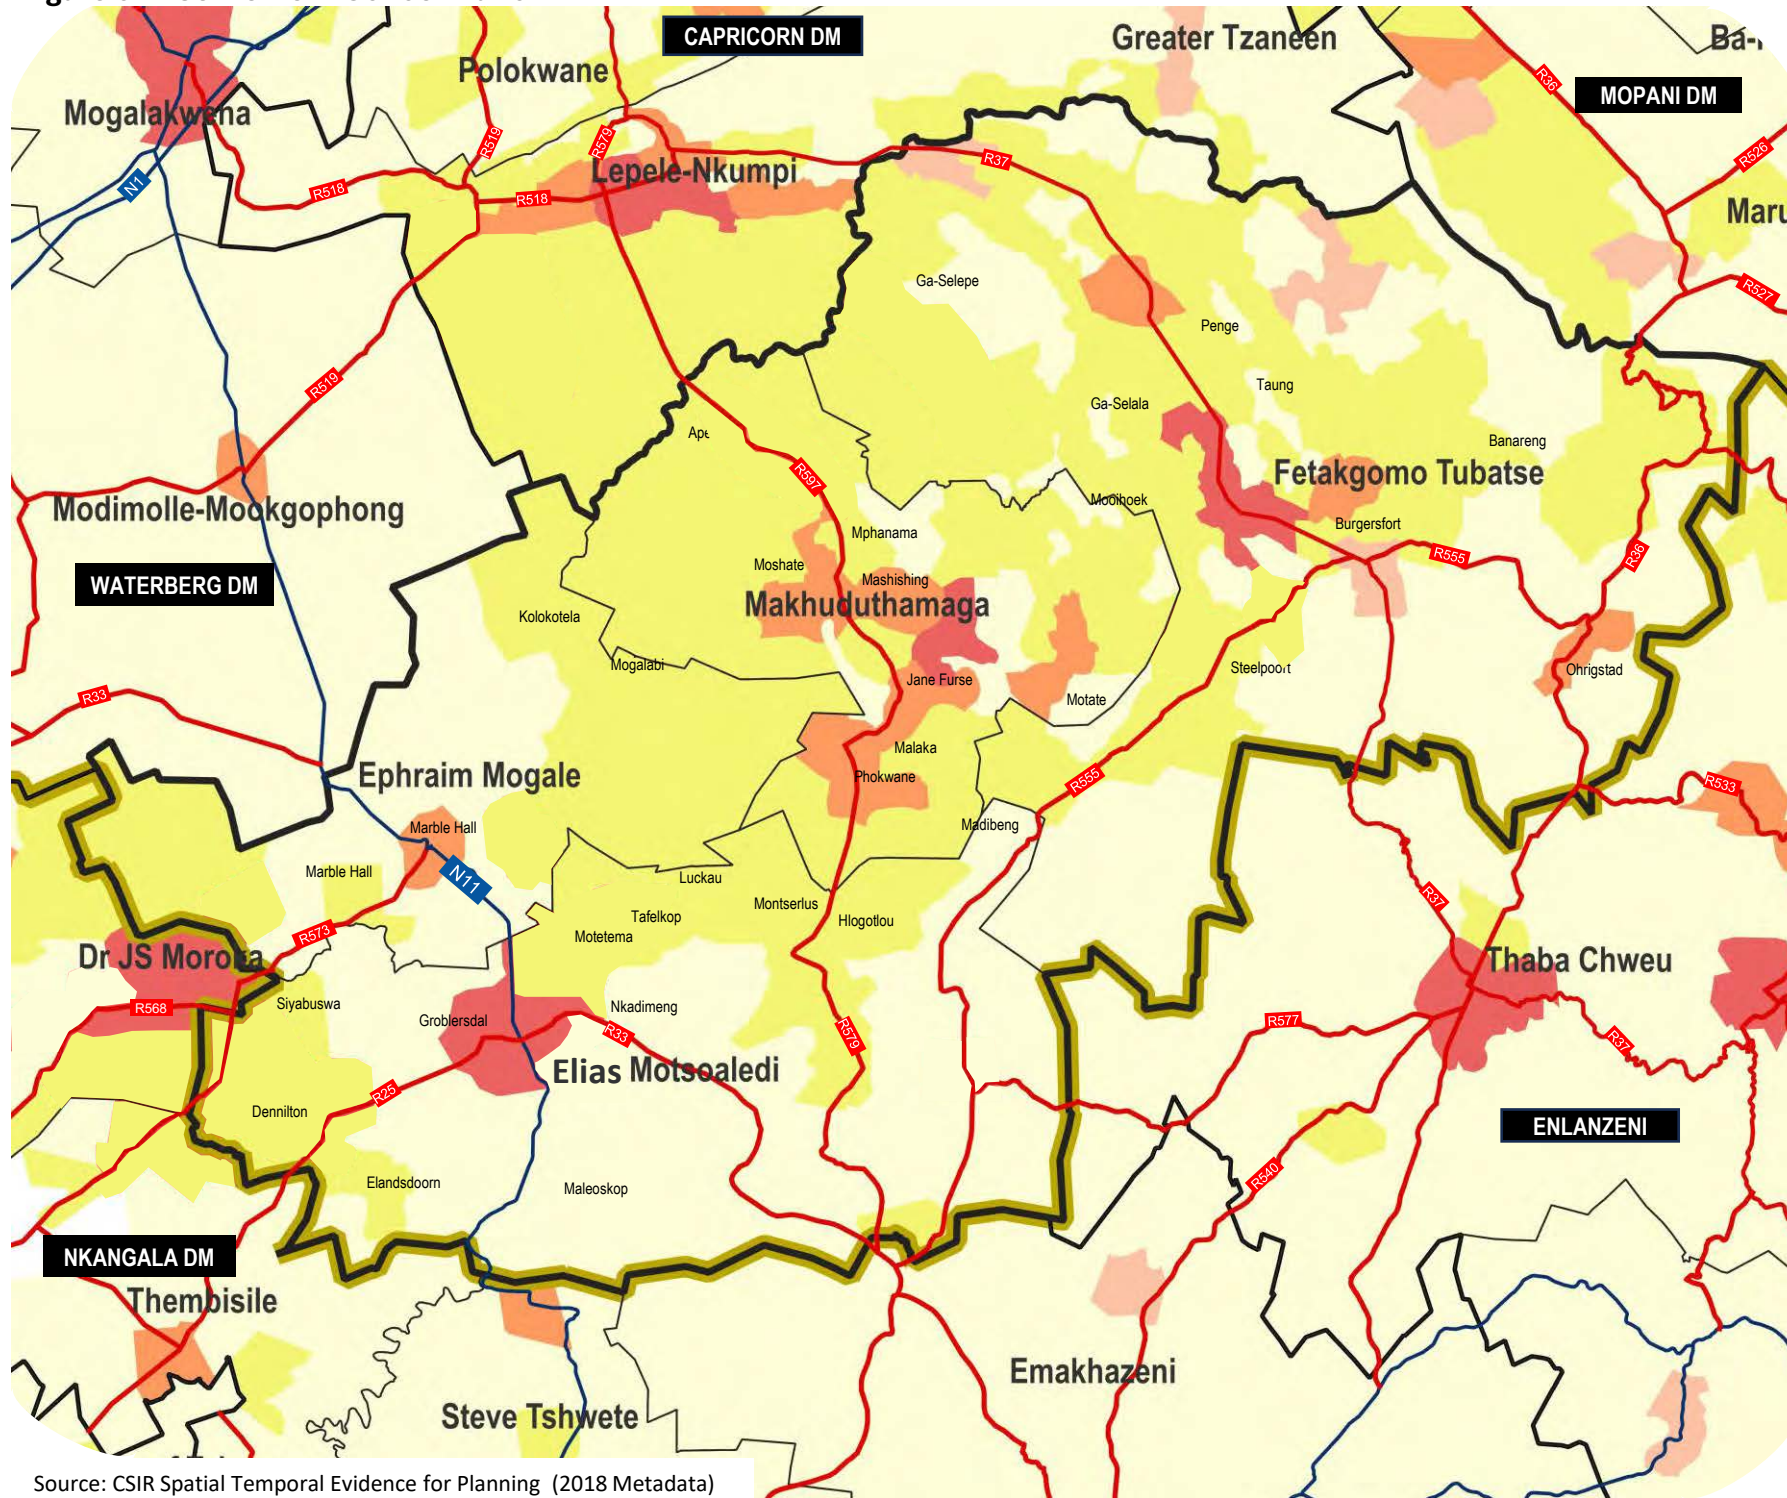 CAPRICORN DM
Greater Tzaneen
Polokwane
R36
MOPANI DM
Mogalakwena
R519
R579
R37
R526
Lepele-Nkumpi
N1
R518
R518
Ga-Selepe
R527
Penge
R519
Taung
Ga-Selala
Banareng
R597
Fetakgomo Tubatse
Mooihoek
Modimolle-Mookgophong
Burgersfort
Mphanama
R555
R36
Moshate
WATERBERG DM
Mashishing
Makhuduthamaga
Kolokotela
Mogalabi
Steelpoort
Ohrigstad
Jane Furse
R33
Motate
Malaka
Ephraim Mogale
Phokwane
R555
R533
Marble Hall
Madibeng
Marble Hall
N11
Luckau
R37
Montserlus
Tafelkop
Hlogotlou
R573
Motetema
Dr JS Moroka
Thaba Chweu
Siyabuswa
R568
Nkadimeng
Groblersdal
R33
R577
R579
R37
Elias Motsoaledi
R25
Dennilton
ENLANZENI
R540
Elandsdoorn
Maleoskop
NKANGALA DM
Thembisile
Emakhazeni
Steve Tshwete
Source: CSIR Spatial Temporal Evidence for Planning (2018 Metadata)